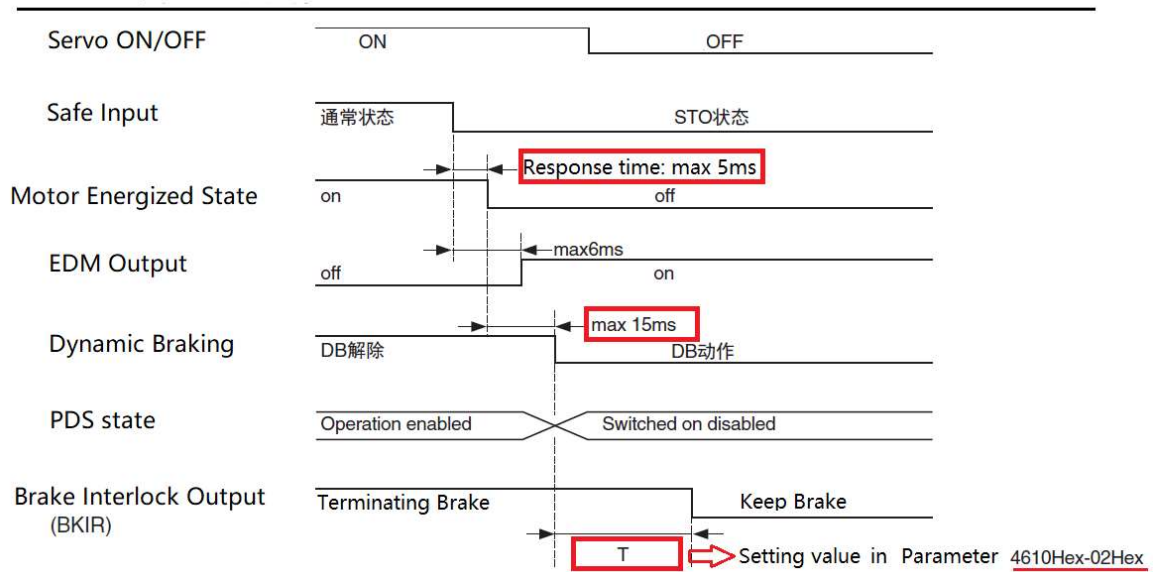 Servo ON/OFF
ON
OFF
Safe Input
通常状态
STO状态
Response time: max 5ms
Motor Energized State
on
off
max6ms
EDM Output
off
on
max 15ms
Dynamic Braking
DB解除
DB动作
PDS state
Operation enabled
Switched on disabled
Brake Interlock Output
(BKIR)
Terminating Brake
Keep Brake
T
Setting value in Parameter 4610Hex-02Hex